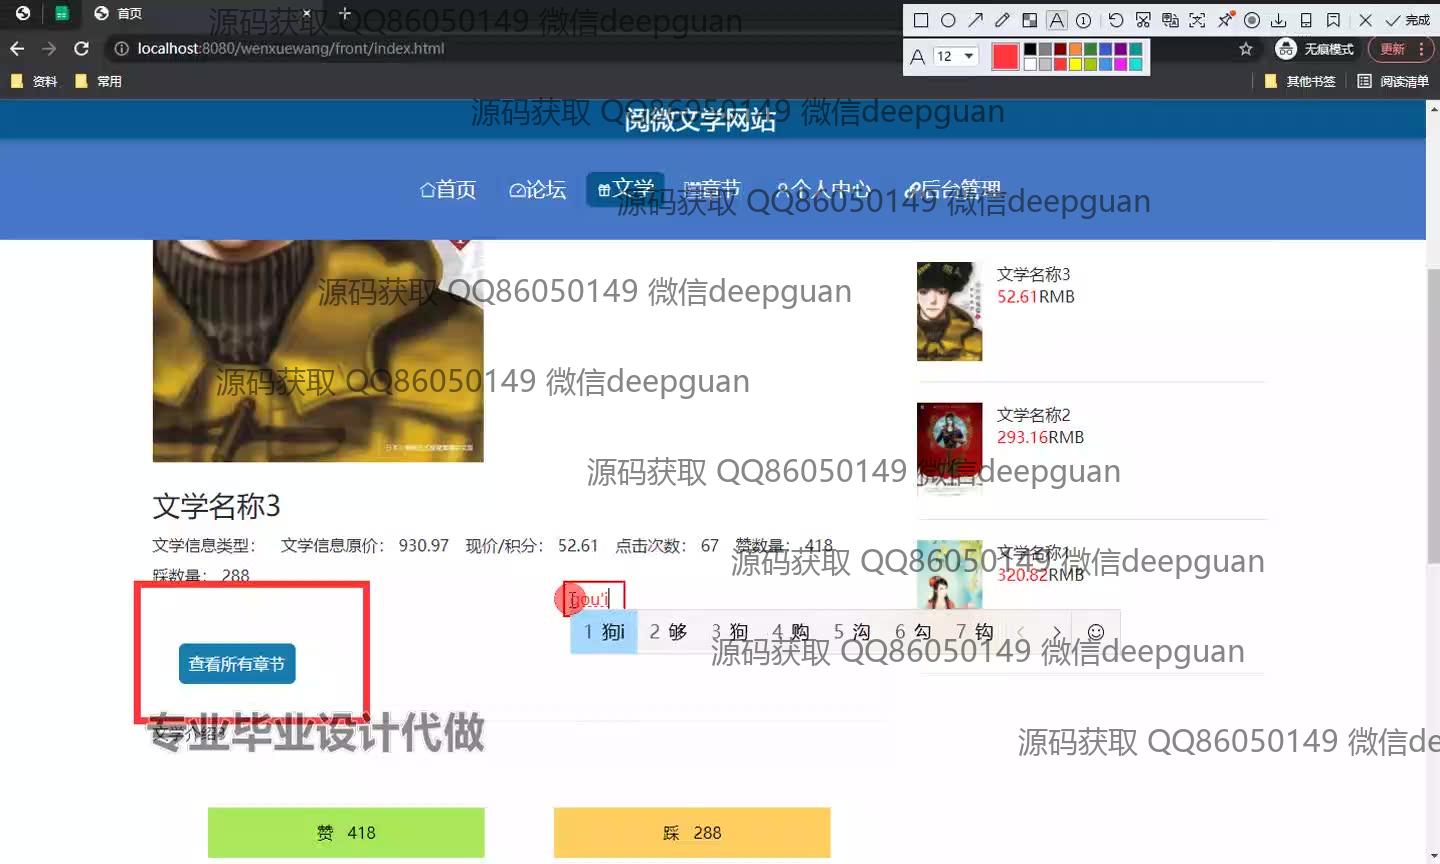 首页
源码获取 QQ86050149 微信deepguan
完成
localhost:8080/wenxuewang/front/index.html
12
无痕模式
更新
资料
常用
其他书签
阅读清单
源码获取 QQ86050149 微信deepguan
阅微文学网站
首页
论坛
文学
章节
个人中心
后台管理
源码获取 QQ86050149 微信deepguan
文学名称3
52.61RMB
源码获取 QQ86050149 微信deepguan
源码获取 QQ86050149 微信deepguan
文学名称2
293.16RMB
源码获取 QQ86050149 微信deepguan
文学名称3
文学信息类型： 文学信息原价： 930.97 现价/积分： 52.61 点击次数： 67 赞数量： 418
踩数量： 288
文学名称1
320.82RMB
源码获取 QQ86050149 微信deepguan
gou'i
1 狗i 2 够 3 狗 4 购 5 沟 6 勾 7 钩
源码获取 QQ86050149 微信deepguan
查看所有章节
专业毕业设计代做
文学介绍3
源码获取 QQ86050149 微信de
赞 418
踩 288